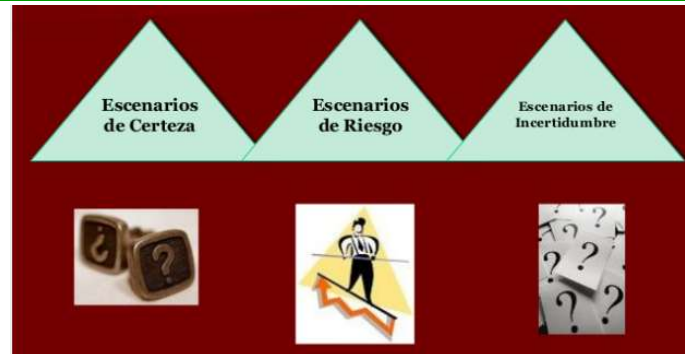 Escenarios
de Certeza
Escenarios
de Riesgo
Escenarios de
Incertidumbre
¿
?
?
?
?
?
?
?